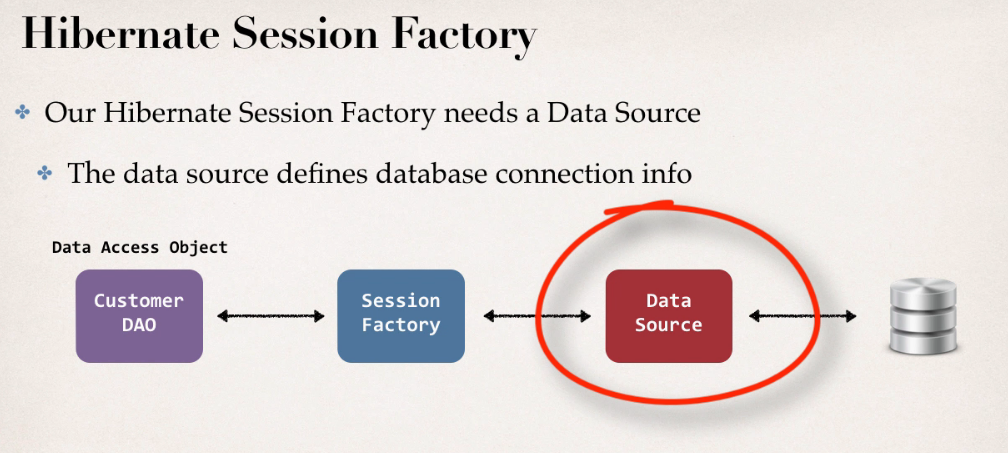 Hibernate Session Factory
Our Hibernate Session Factory needs a Data Source
The data source defines database connection info
Data Access Object
Customer
DAO
Session
Factory
Data
Source